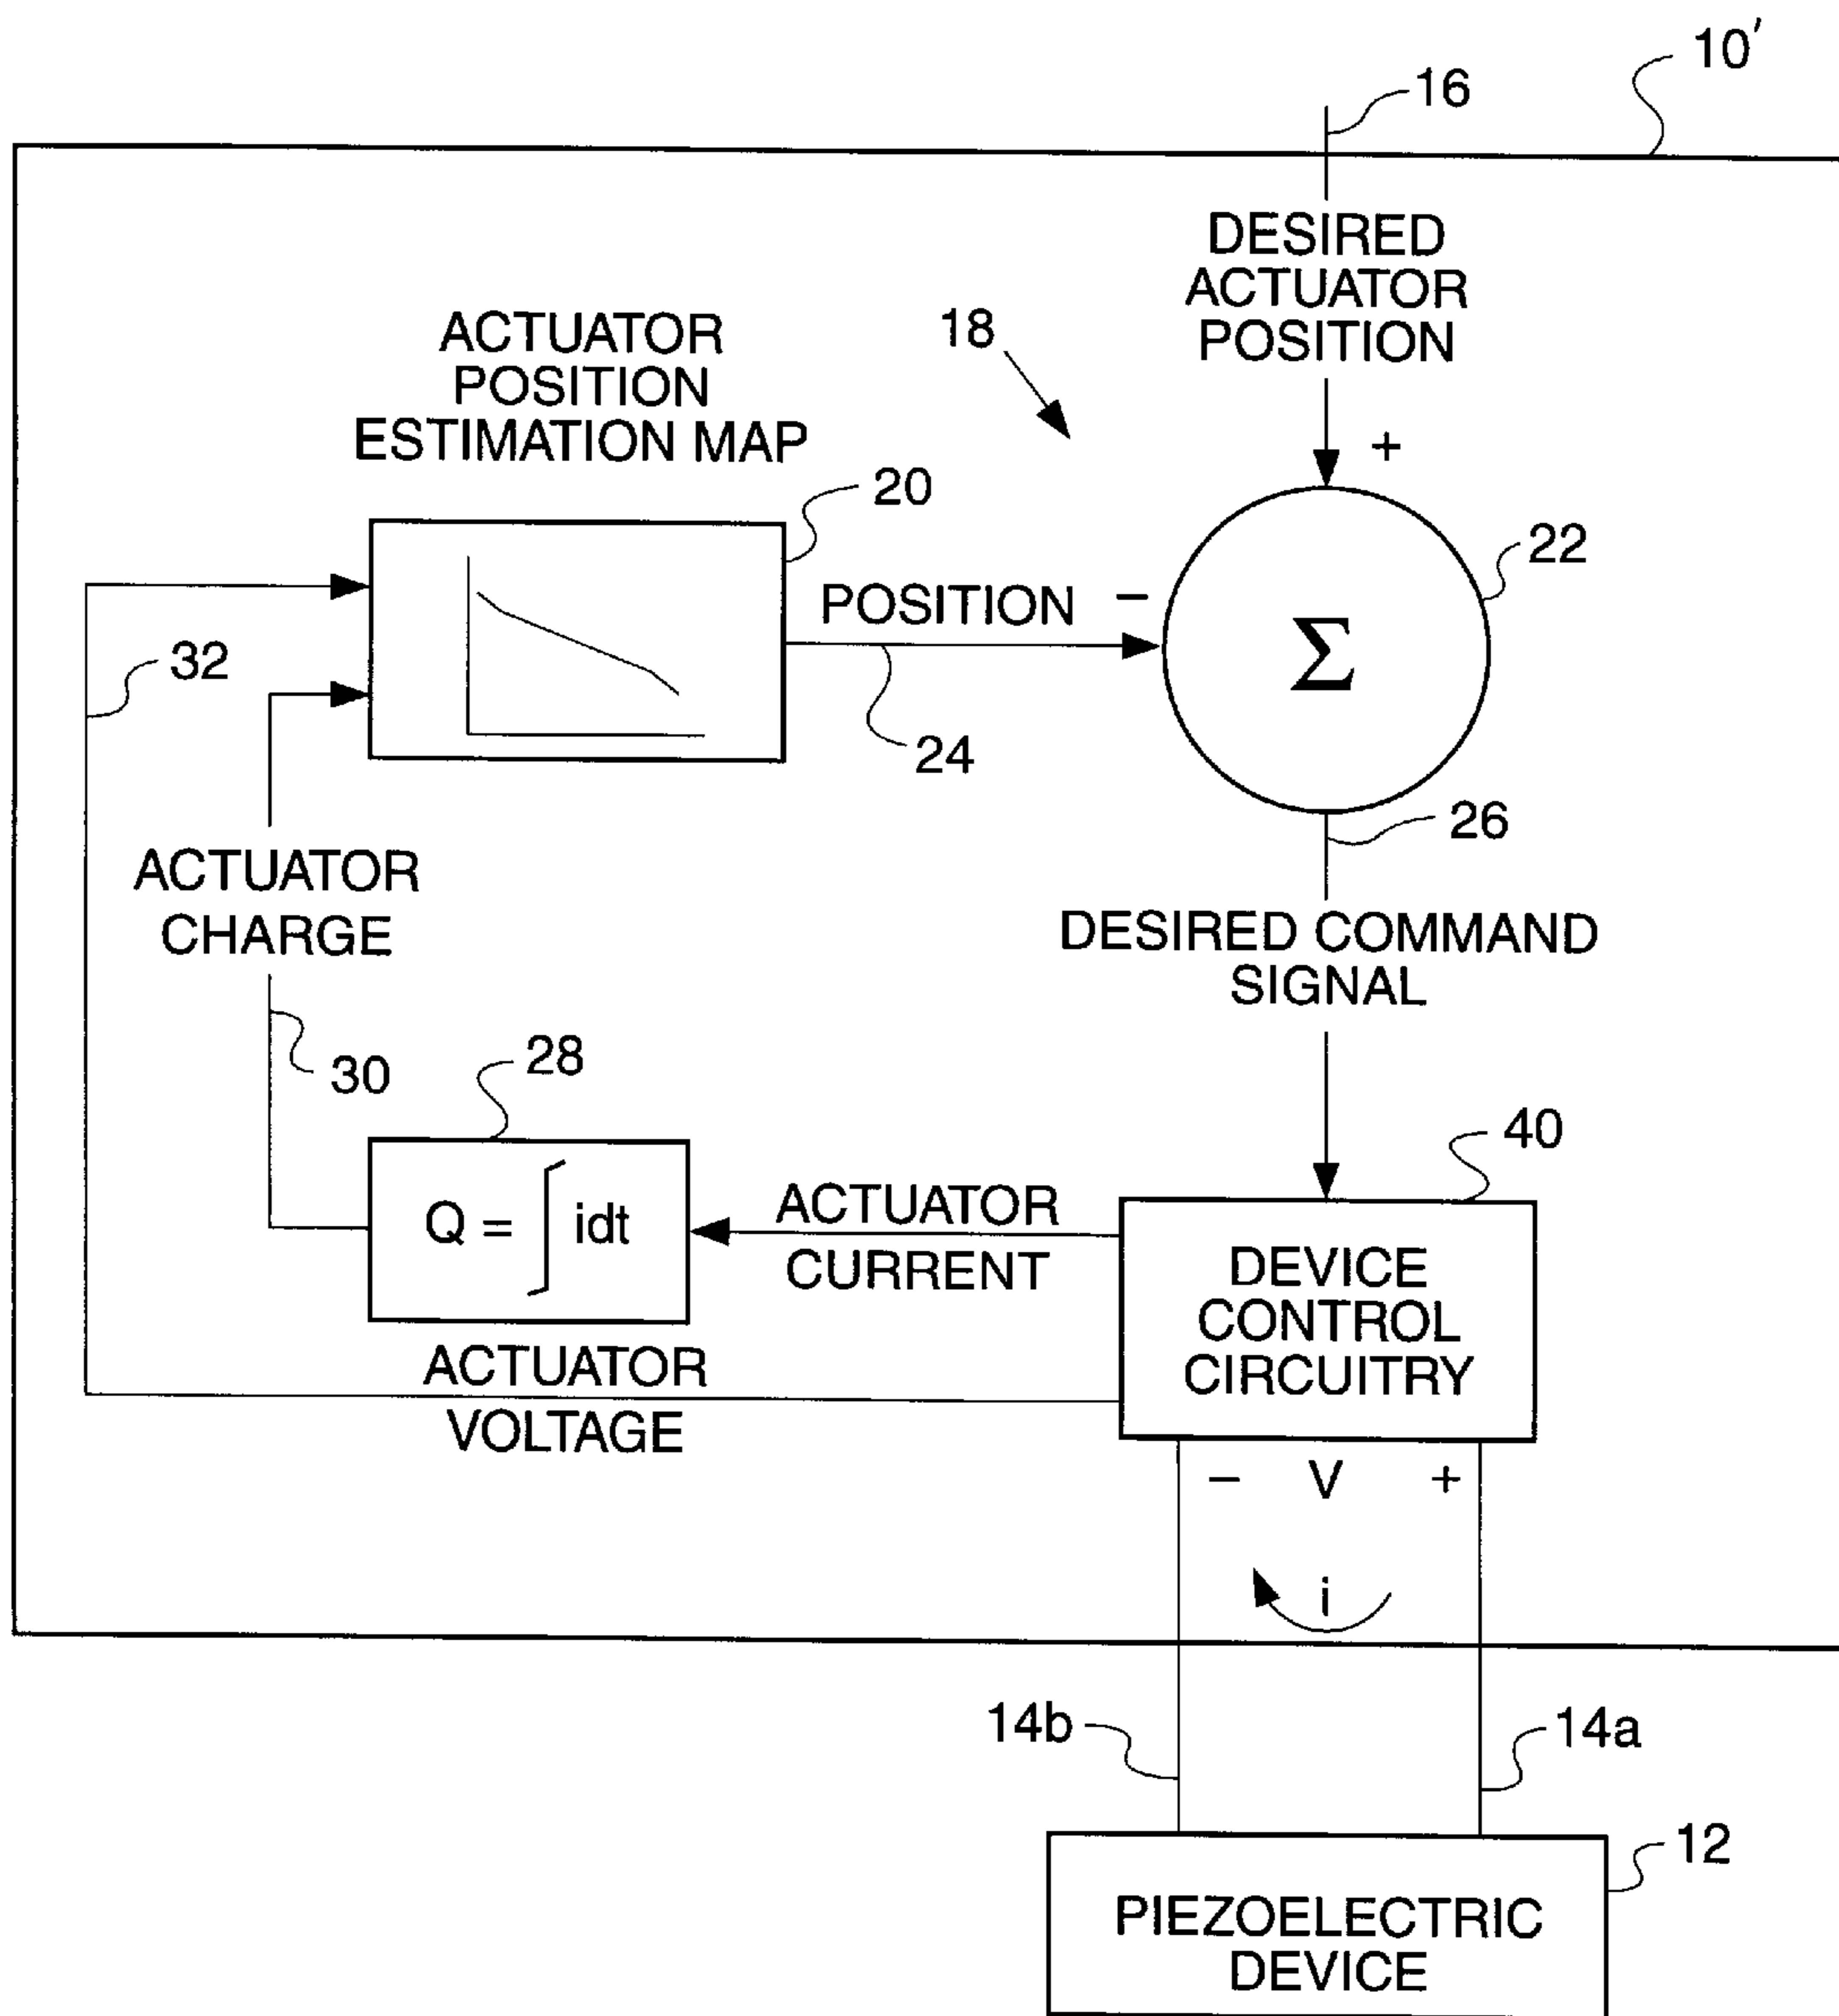 10'
16
DESIRED
ACTUATOR
POSITION
18
+
ACTUATOR
POSITION
ESTIMATION MAP
20
22
POSITION
−
Σ
32
24
26
ACTUATOR
CHARGE
DESIRED COMMAND
SIGNAL
30
28
40
Q = ∫ idt
ACTUATOR
CURRENT
DEVICE
CONTROL
CIRCUITRY
ACTUATOR
VOLTAGE
− V +
i
14b
14a
12
PIEZOELECTRIC
DEVICE